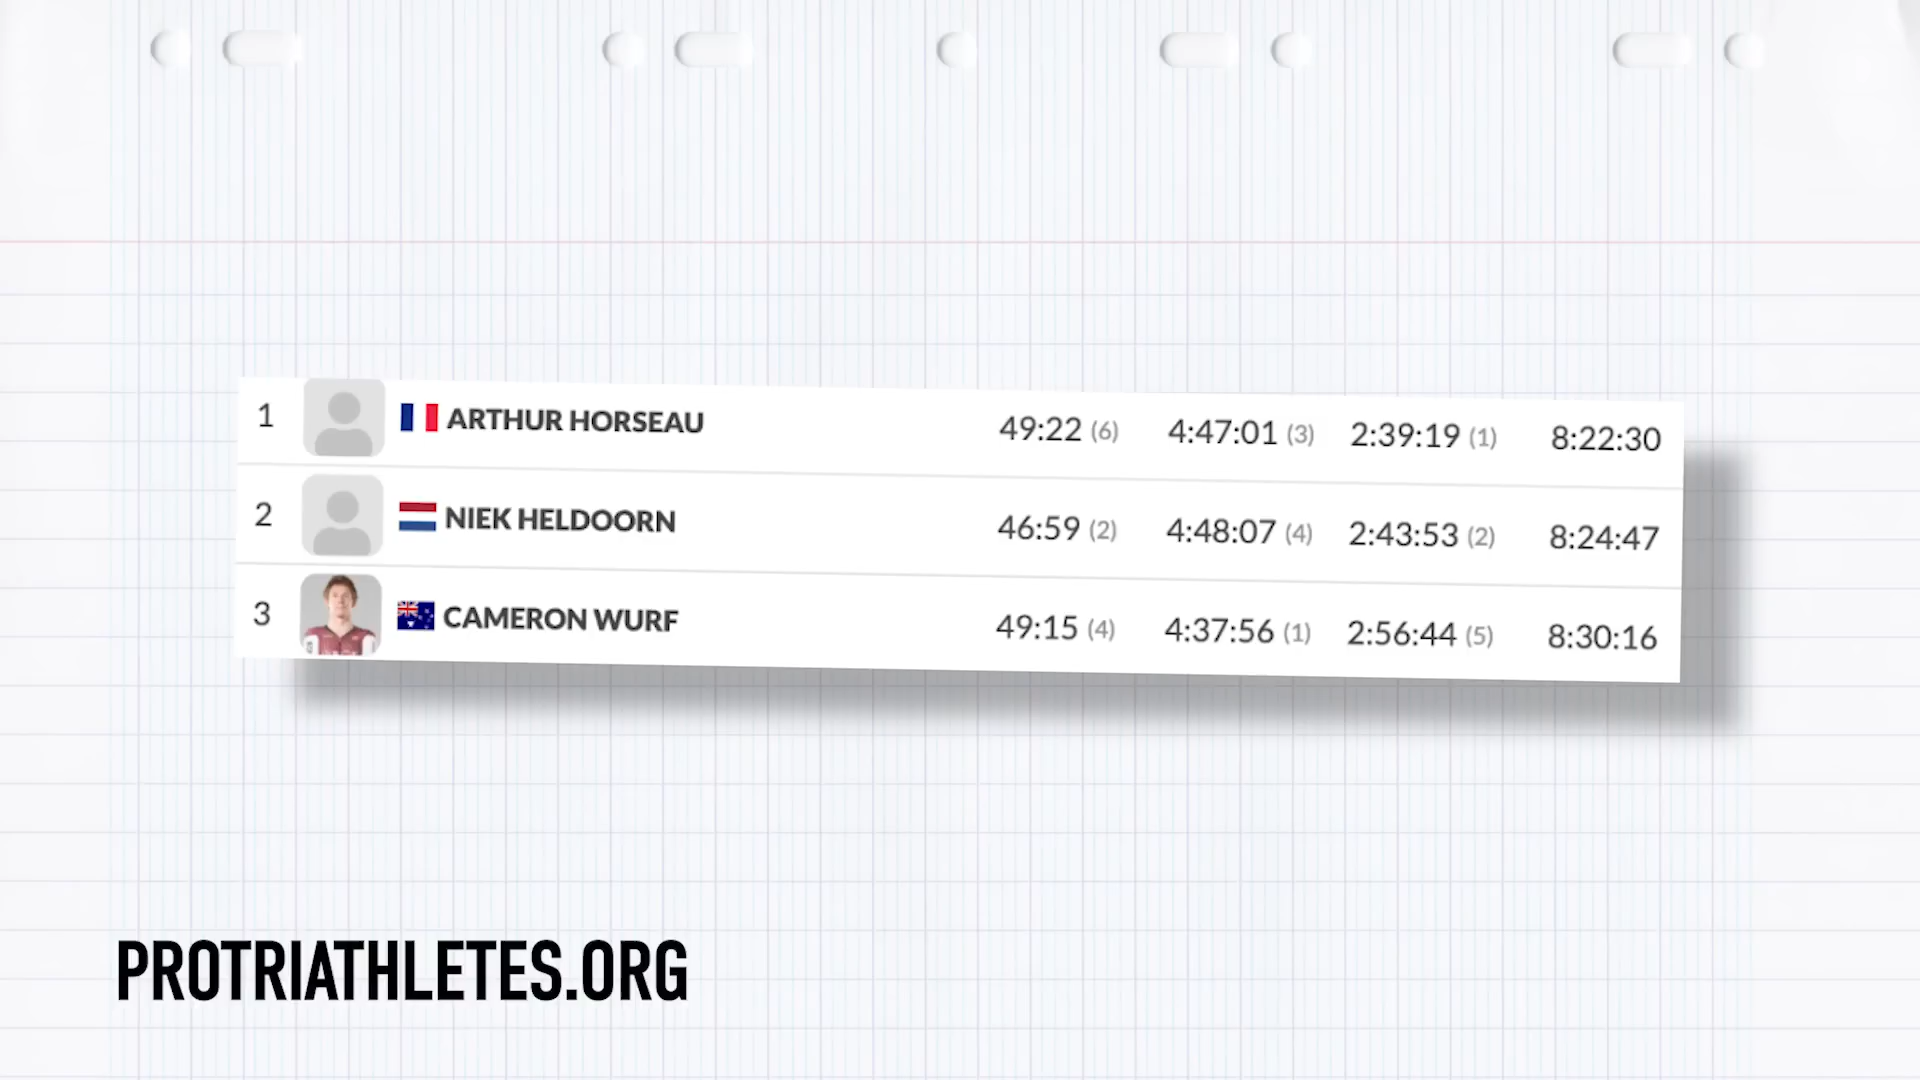 1 ARTHUR HORSEAU 49:22 (6) 4:47:01 (3) 2:39:19 (1) 8:22:30
2 NIEK HELDOORN 46:59 (2) 4:48:07 (4) 2:43:53 (2) 8:24:47
3 CAMERON WURF 49:15 (4) 4:37:56 (1) 2:56:44 (5) 8:30:16
PROTRIATHLETES.ORG